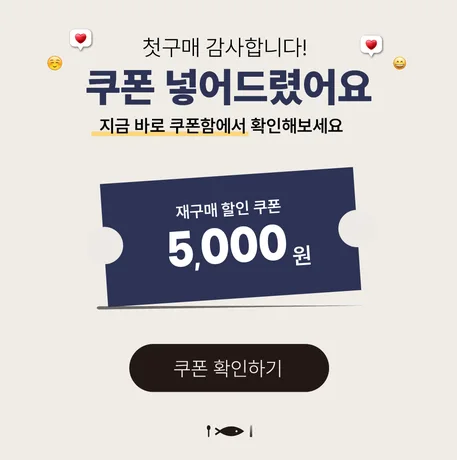 첫구매 감사합니다!
쿠폰 넣어드렸어요
지금 바로 쿠폰함에서 확인해보세요
재구매 할인 쿠폰
5,000 원
쿠폰 확인하기